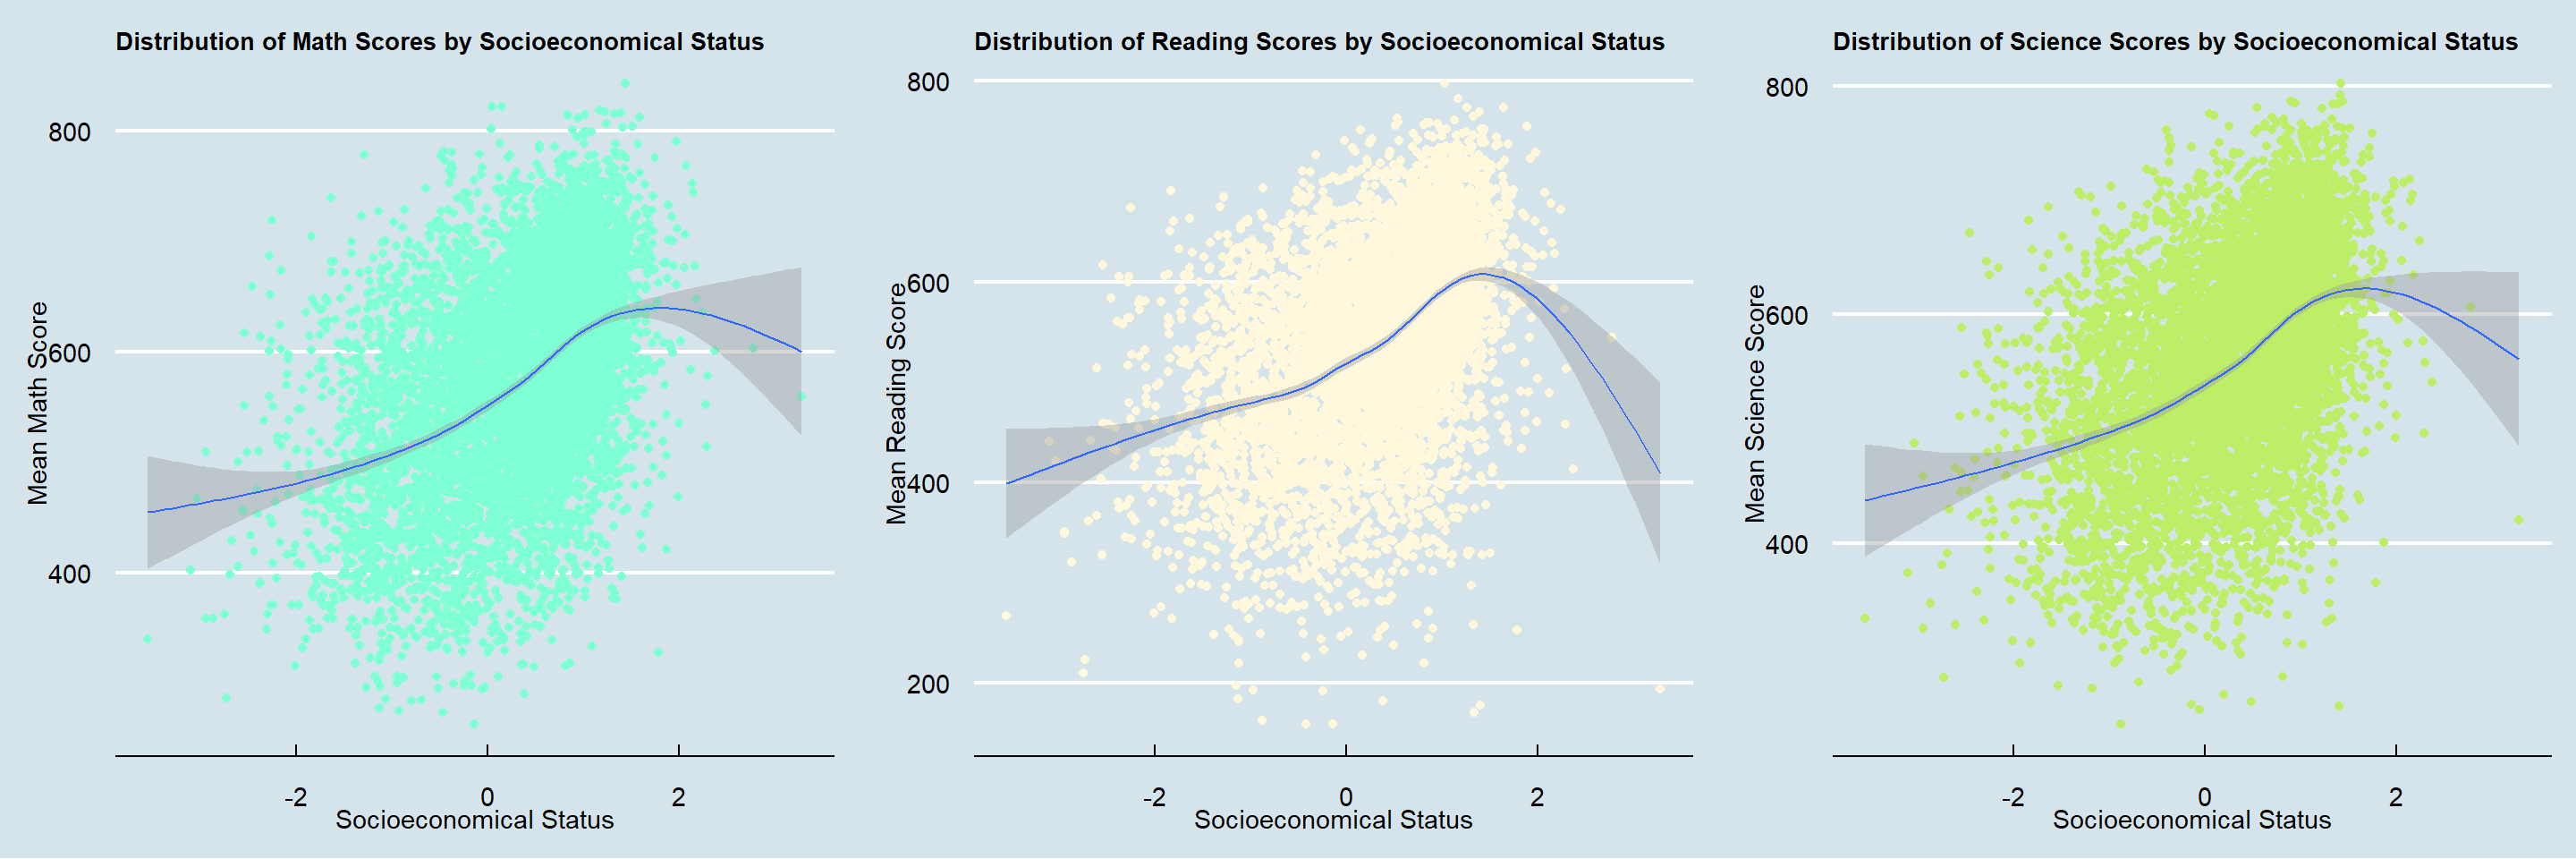 Distribution of Math Scores by Socioeconomical Status
Mean Math Score
800
600
400
-2 0 2
Socioeconomical Status
Distribution of Reading Scores by Socioeconomical Status
Mean Reading Score
800
600
400
200
-2 0 2
Socioeconomical Status
Distribution of Science Scores by Socioeconomical Status
Mean Science Score
800
600
400
-2 0 2
Socioeconomical Status